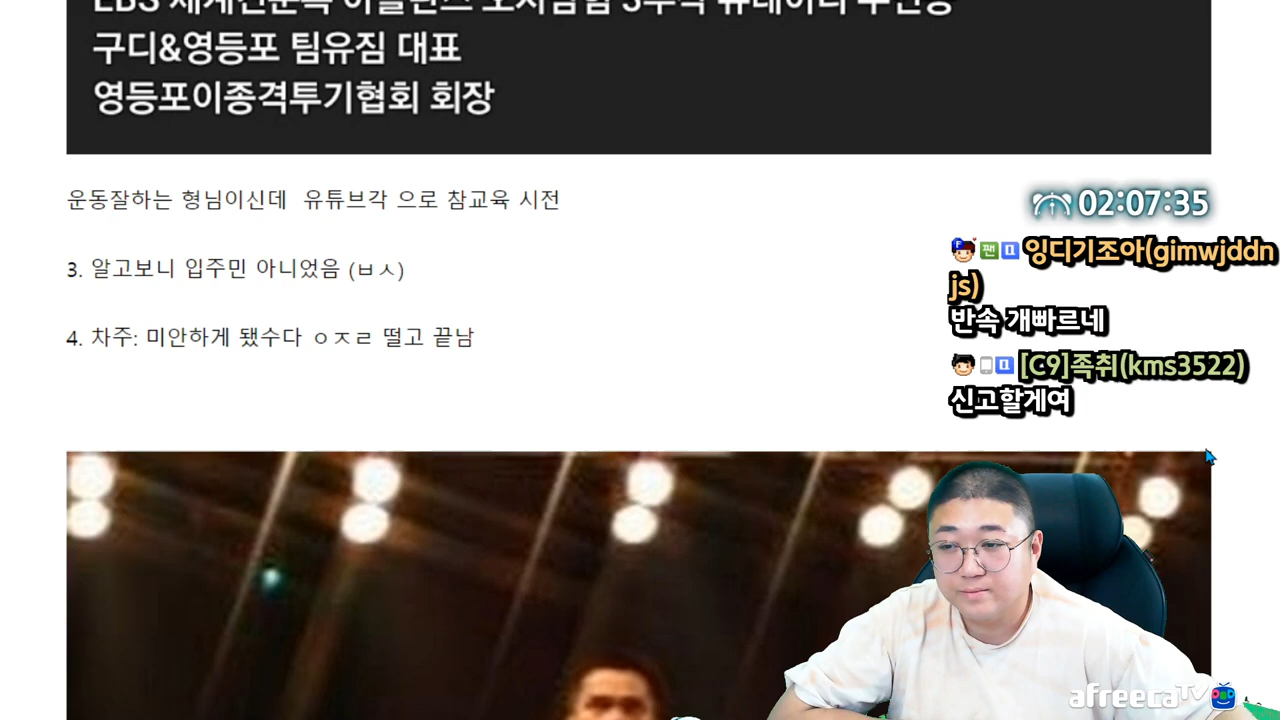 구디&영등포 팀유짐 대표
영등포이종격투기협회 회장
운동잘하는 형님이신데 유튜브각 으로 참교육 시전
3. 알고보니 입주민 아니었음 (ㅂㅅ)
4. 차주: 미안하게 됐수다 ㅇㅈㄹ 떨고 끝남
02:07:35
팬 잉디기조아(gimwjddn
js)
반속 개빠르네
[C9]족취(kms3522)
신고할게여
afreecaTV